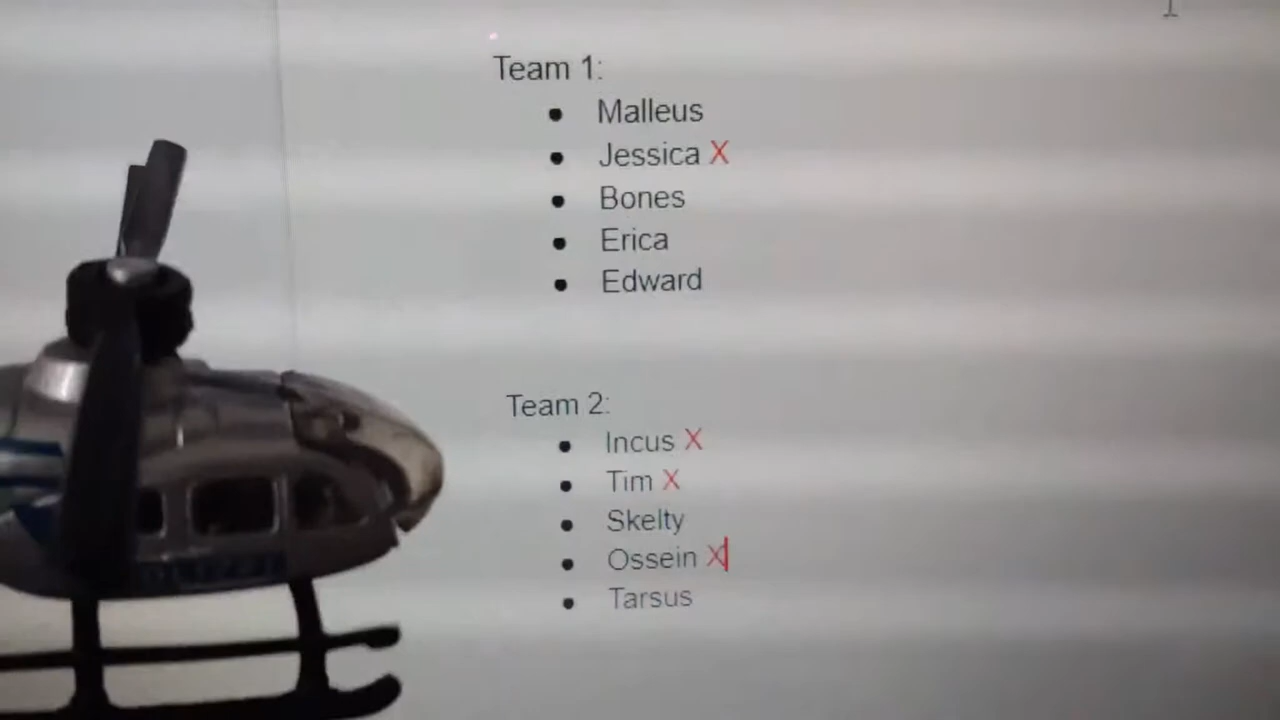 Team 1:
Malleus
Jessica X
Bones
Erica
Edward
Team 2:
Incus X
Tim X
Skelty
Ossein X
Tarsus